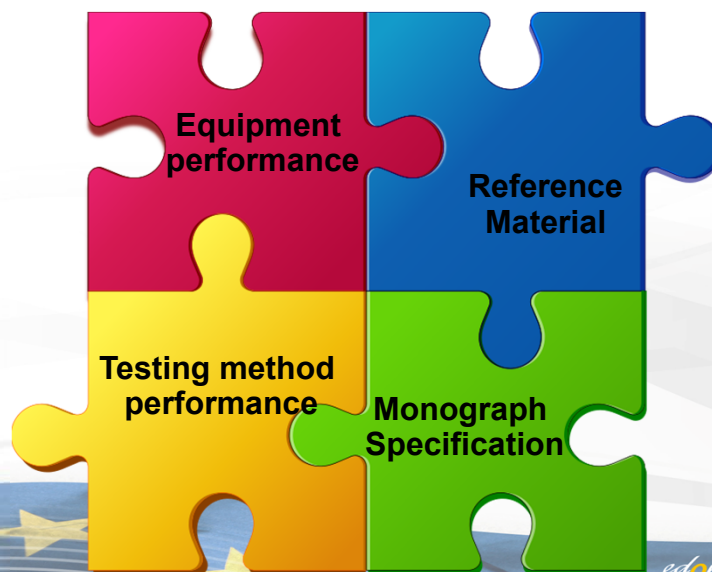 Equipment
performance
Reference
Material
Testing method
performance
Monograph
Specification